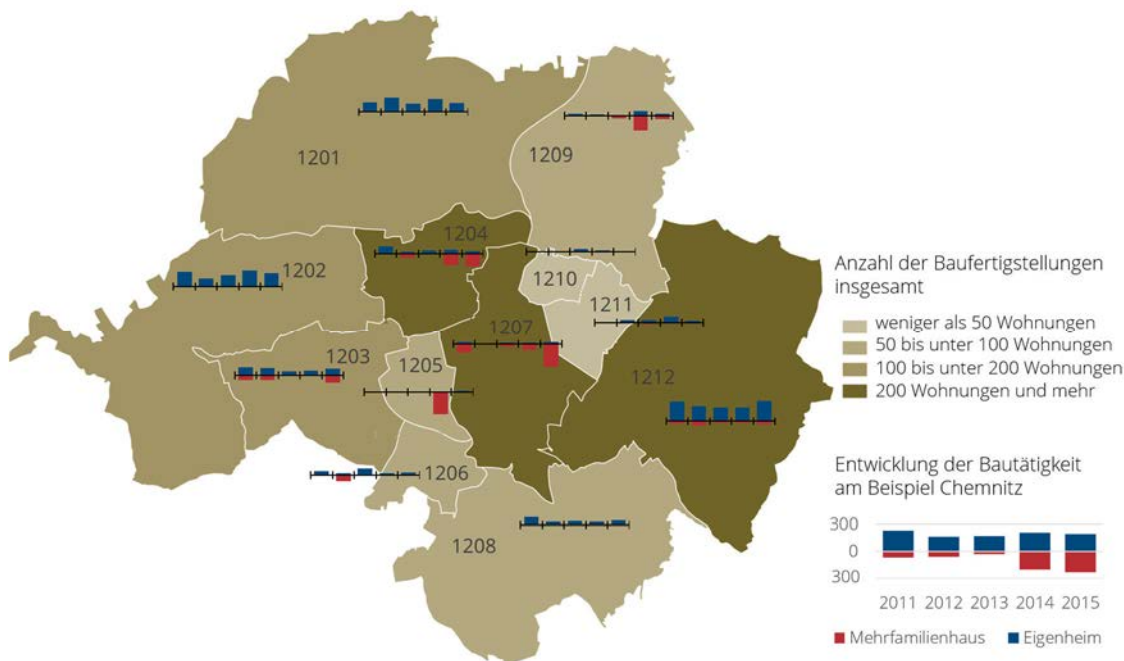 1201
1209
1204
1202
1210
1211
1207
1203
1205
1212
1206
1208
Anzahl der Baufertigstellungen
insgesamt
weniger als 50 Wohnungen
50 bis unter 100 Wohnungen
100 bis unter 200 Wohnungen
200 Wohnungen und mehr
Entwicklung der Bautätigkeit
am Beispiel Chemnitz
300
0
300
2011 2012 2013 2014 2015
Mehrfamilienhaus Eigenheim